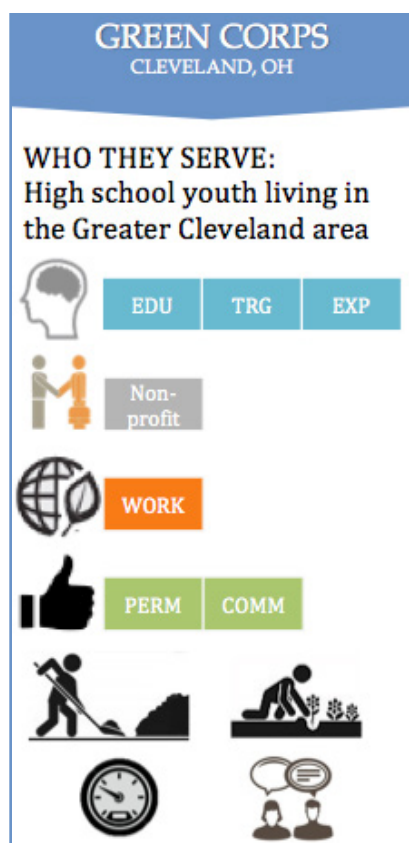 GREEN CORPS
CLEVELAND, OH
WHO THEY SERVE:
High school youth living in
the Greater Cleveland area
EDU TRG EXP
Non-
profit
WORK
PERM COMM